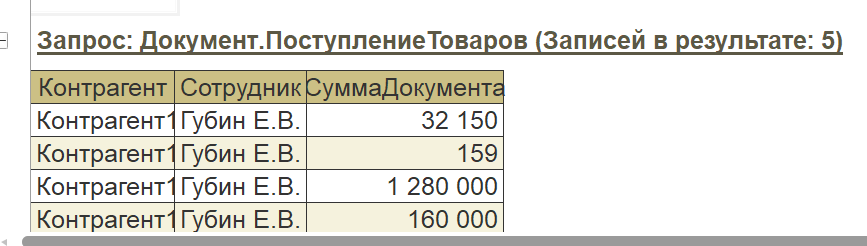 Запрос: Документ.ПоступлениеТоваров (Записей в результате: 5)
Контрагент Сотрудник СуммаДокумента
Контрагент1 Губин Е.В. 32 150
Контрагент1 Губин Е.В. 159
Контрагент1 Губин Е.В. 1 280 000
Контрагент1 Губин Е.В. 160 000